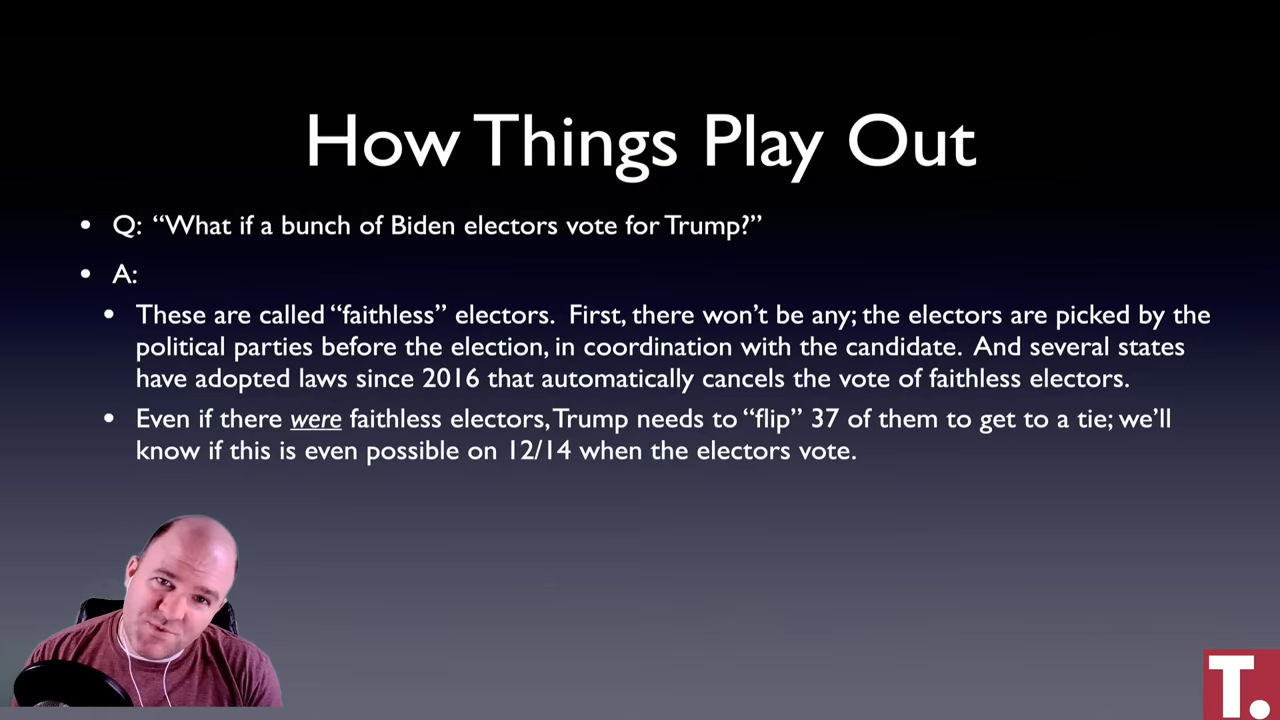 How Things Play Out
• Q: “What if a bunch of Biden electors vote for Trump?”
• A:
• These are called “faithless” electors. First, there won’t be any; the electors are picked by the
political parties before the election, in coordination with the candidate. And several states
have adopted laws since 2016 that automatically cancels the vote of faithless electors.
• Even if there were faithless electors, Trump needs to “flip” 37 of them to get to a tie; we’ll
know if this is even possible on 12/14 when the electors vote.
T.